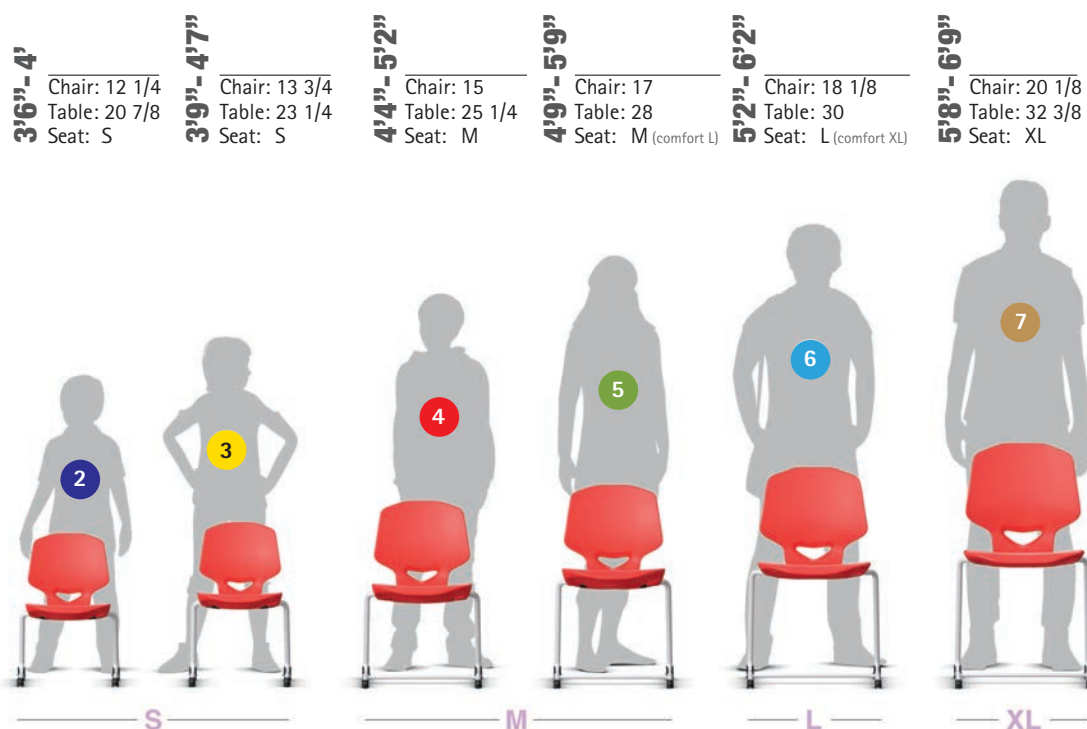 3’6”- 4’
Chair: 12 1/4
Table: 20 7/8
Seat: S
3’9”- 4’7”
Chair: 13 3/4
Table: 23 1/4
Seat: S
4’4”- 5’2”
Chair: 15
Table: 25 1/4
Seat: M
4’9”- 5’9”
Chair: 17
Table: 28
Seat: M (comfort L)
5’2”- 6’2”
Chair: 18 1/8
Table: 30
Seat: L (comfort XL)
5’8”- 6’9”
Chair: 20 1/8
Table: 32 3/8
Seat: XL
2
3
4
5
6
7
S
M
L
XL